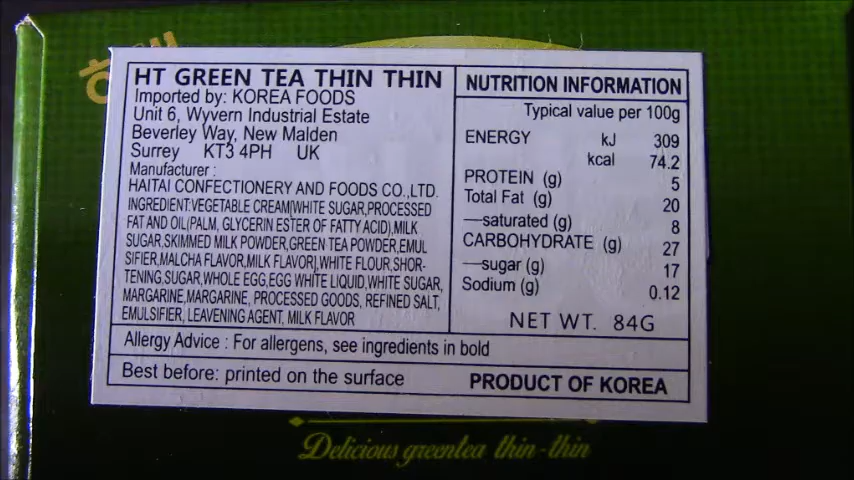 해태
HT GREEN TEA THIN THIN
Imported by: KOREA FOODS
Unit 6, Wyvern Industrial Estate
Beverley Way, New Malden
Surrey KT3 4PH UK
Manufacturer :
HAITAI CONFECTIONERY AND FOODS CO.,LTD.
INGREDIENT:VEGETABLE CREAM[WHITE SUGAR,PROCESSED
FAT AND OIL(PALM, GLYCERIN ESTER OF FATTY ACID),MILK
SUGAR,SKIMMED MILK POWDER,GREEN TEA POWDER,EMUL
SIFIER,MALCHA FLAVOR,MILK FLAVOR],WHITE FLOUR,SHOR-
TENING,SUGAR,WHOLE EGG,EGG WHITE LIQUID,WHITE SUGAR,
MARGARINE,MARGARINE, PROCESSED GOODS, REFINED SALT,
EMULSIFIER, LEAVENING AGENT, MILK FLAVOR
NUTRITION INFORMATION
Typical value per 100g
ENERGY kJ 309
kcal 74.2
PROTEIN (g) 5
Total Fat (g) 20
—saturated (g) 8
CARBOHYDRATE (g) 27
—sugar (g) 17
Sodium (g) 0.12
NET WT. 84G
Allergy Advice : For allergens, see ingredients in bold
Best before: printed on the surface
PRODUCT OF KOREA
Delicious greentea thin-thin